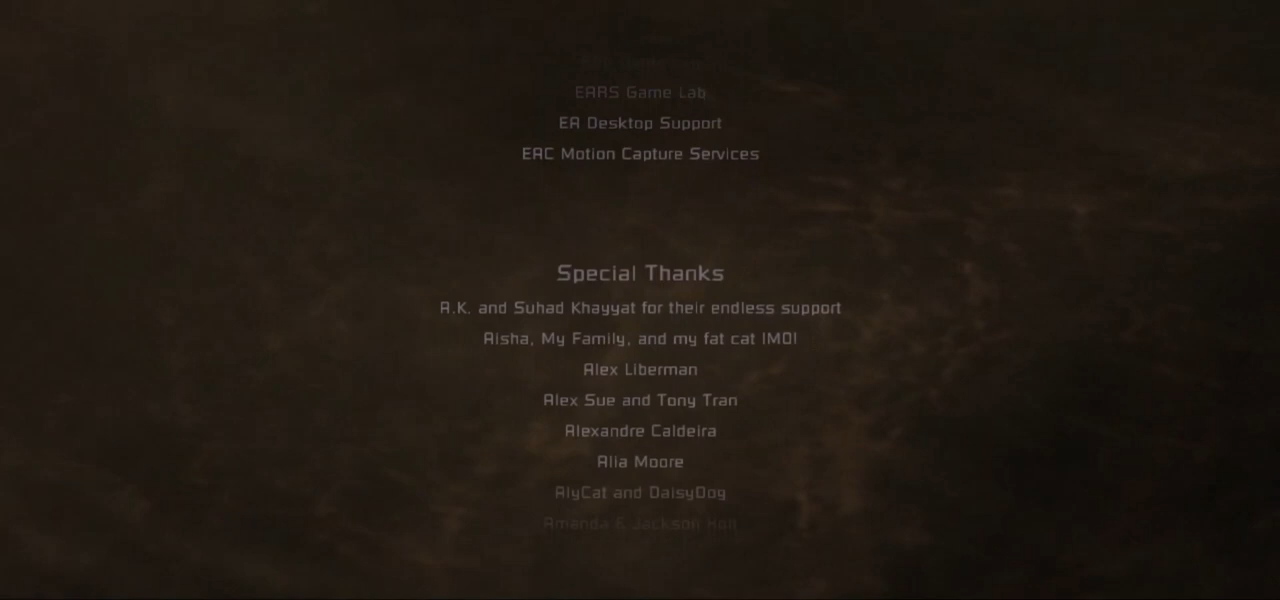 EARS Game Lab
EA Desktop Support
EAC Motion Capture Services
Special Thanks
A.K. and Suhad Khayyat for their endless support
Aisha, My Family, and my fat cat IMO!
Alex Liberman
Alex Sue and Tony Tran
Alexandre Caldeira
Alia Moore
AlyCat and DaisyDog
Amanda & Jackson